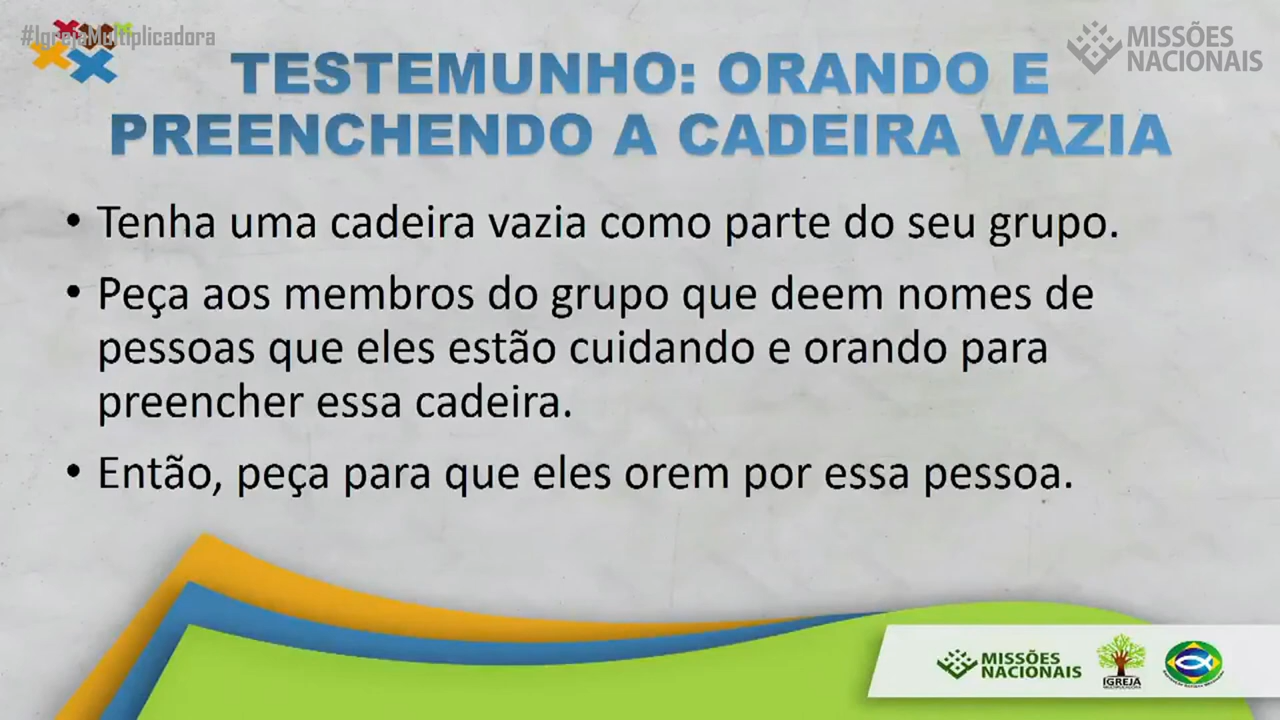 #IgrejaMultiplicadora
MISSÕES
NACIONAIS
TESTEMUNHO: ORANDO E
PREENCHENDO A CADEIRA VAZIA
• Tenha uma cadeira vazia como parte do seu grupo.
• Peça aos membros do grupo que deem nomes de
pessoas que eles estão cuidando e orando para
preencher essa cadeira.
• Então, peça para que eles orem por essa pessoa.
MISSÕES
NACIONAIS
IGREJA
MULTIPLICADORA